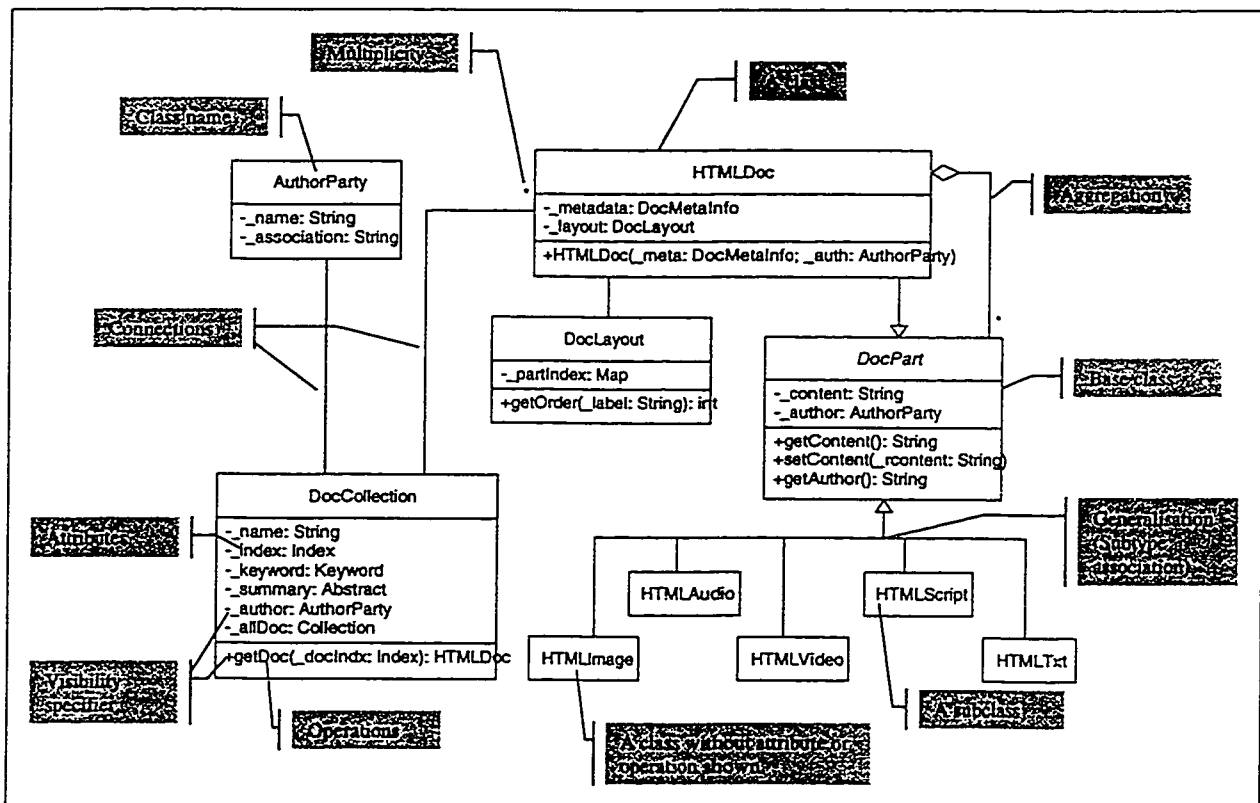 Multiplicity
A class
Class name
AuthorParty
-_name: String
-_association: String
HTMLDoc
-_metadata: DocMetaInfo
-_layout: DocLayout
+HTMLDoc(_meta: DocMetaInfo; _auth: AuthorParty)
*
Aggregation
Connections
DocLayout
-_partIndex: Map
+getOrder(_label: String): int
*
DocPart
-_content: String
-_author: AuthorParty
+getContent(): String
+setContent(_rcontent: String)
+getAuthor(): String
Base class
DocCollection
-_name: String
-_index: Index
-_keyword: Keyword
-_summary: Abstract
-_author: AuthorParty
-_allDoc: Collection
+getDoc(_docIndx: Index): HTMLDoc
Attributes
Generalisation
(Subtype
association)
HTMLAudio
HTMLScript
HTMLImage
HTMLVideo
HTMLTxt
Visibility
specifier
Operations
A subclass
A class without attribute or
operation shown